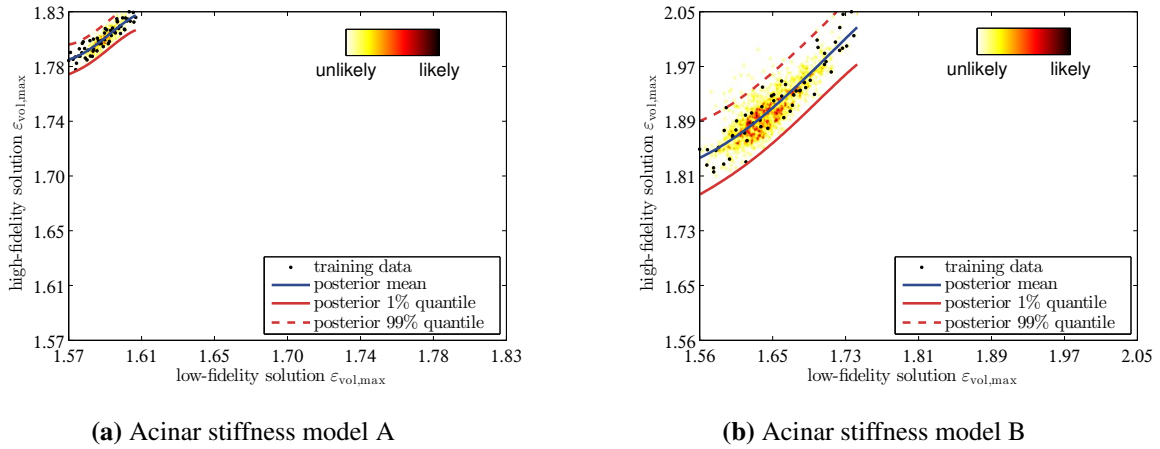 1.83
1.78
1.74
1.70
1.65
1.61
1.57
high-fidelity solution ε_vol,max
unlikely likely
training data
posterior mean
posterior 1% quantile
posterior 99% quantile
1.57 1.61 1.65 1.70 1.74 1.78 1.83
low-fidelity solution ε_vol,max
(a) Acinar stiffness model A
2.05
1.97
1.89
1.81
1.73
1.65
1.56
high-fidelity solution ε_vol,max
unlikely likely
training data
posterior mean
posterior 1% quantile
posterior 99% quantile
1.56 1.65 1.73 1.81 1.89 1.97 2.05
low-fidelity solution ε_vol,max
(b) Acinar stiffness model B